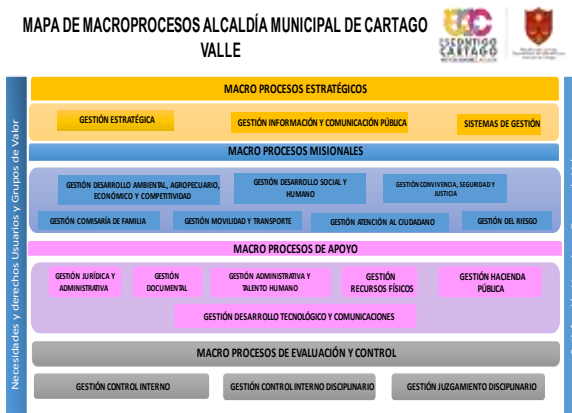 MAPA DE MACROPROCESOS ALCALDÍA MUNICIPAL DE CARTAGO
VALLE
ESCONTIGO
CARTAGO
Necesidades y derechos Usuarios y Grupos de Valor
MACRO PROCESOS ESTRATÉGICOS
GESTIÓN ESTRATÉGICA
GESTIÓN INFORMACIÓN Y COMUNICACIÓN PÚBLICA
SISTEMAS DE GESTIÓN
MACRO PROCESOS MISIONALES
GESTIÓN DESARROLLO AMBIENTAL, AGROPECUARIO,
ECONÓMICO Y COMPETITIVIDAD
GESTIÓN DESARROLLO SOCIAL Y
HUMANO
GESTIÓN CONVIVENCIA, SEGURIDAD Y
JUSTICIA
GESTIÓN COMISARÍA DE FAMILIA
GESTIÓN MOVILIDAD Y TRANSPORTE
GESTIÓN ATENCIÓN AL CIUDADANO
GESTIÓN DEL RIESGO
MACRO PROCESOS DE APOYO
GESTIÓN JURÍDICA Y
ADMINISTRATIVA
GESTIÓN
DOCUMENTAL
GESTIÓN ADMINISTRATIVA Y
TALENTO HUMANO
GESTIÓN
RECURSOS FÍSICOS
GESTIÓN HACIENDA
PÚBLICA
GESTIÓN DESARROLLO TECNOLÓGICO Y COMUNICACIONES
MACRO PROCESOS DE EVALUACIÓN Y CONTROL
GESTIÓN CONTROL INTERNO
GESTIÓN CONTROL INTERNO DISCIPLINARIO
GESTIÓN JUZGAMIENTO DISCIPLINARIO